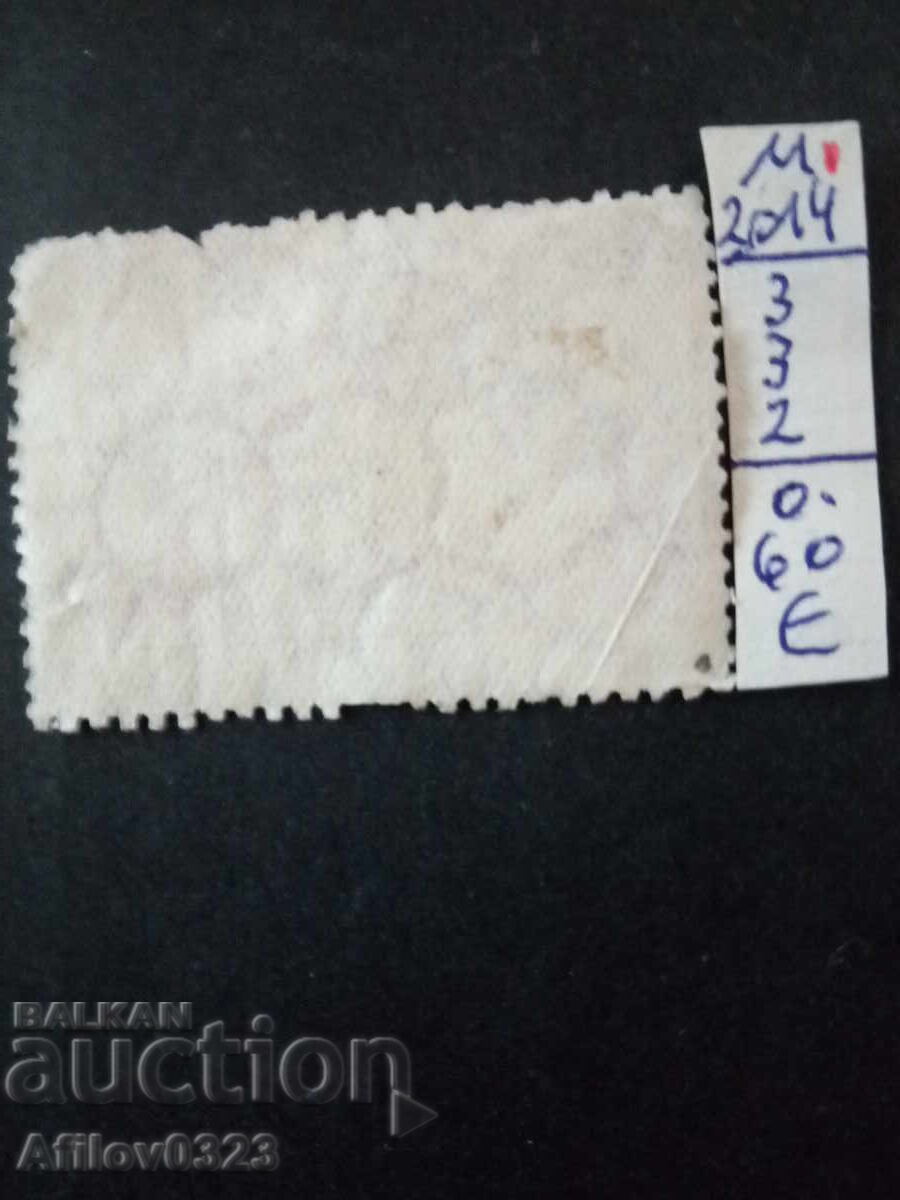 М.
2014
3
3
2
0.
60
E
BALKAN
auction
Afilov0323